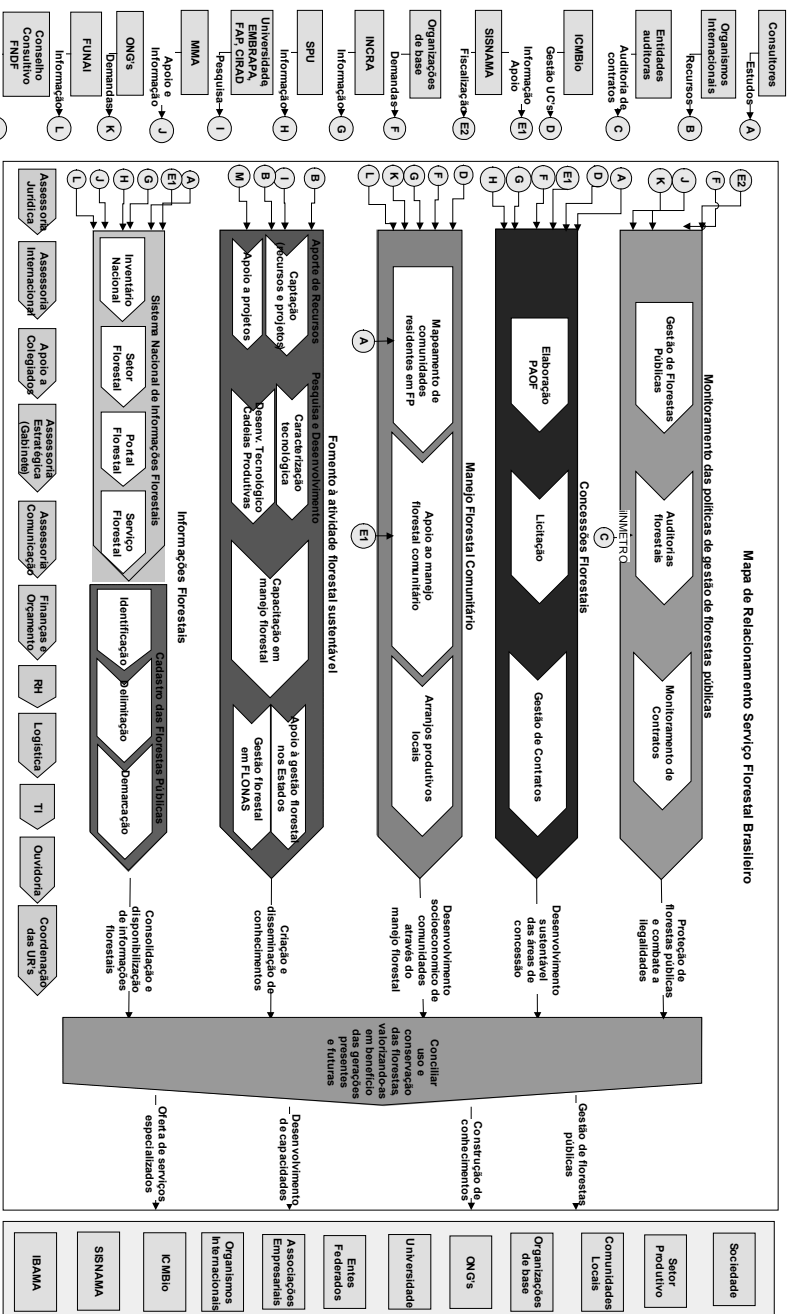 Mapa de Relacionamento Serviço Florestal Brasileiro
Consultores
Estudos
A
Organismos
Internacionais
Recursos
B
Entidades
auditoras
Auditoria de
contratos
C
ICMBio
Gestão UC's
D
Informação
Apoio
E1
SISNAMA
Fiscalização
E2
Organizações
de base
Demandas
F
INCRA
Informação
G
SPU
Informação
H
Universidade,
EMBRAPA,
FAP, CIRAD
Pesquisa
I
MMA
Apoio e
Informação
J
ONG's
Demandas
K
FUNAI
Informação
L
Conselho
Consultivo
FNDF
Monitoramento das políticas de gestão de florestas públicas
E2
F
J
K
Gestão de Florestas
Públicas
Auditorias
florestais
INMETRO
C
Monitoramento de
Contratos
Proteção de
florestas públicas
e combate a
ilegalidades
Concessões Florestais
A
D
E1
F
G
H
Elaboração
PAOF
Licitação
Gestão de Contratos
Desenvolvimento
sustentável
das áreas de
concessão
Manejo Florestal Comunitário
D
F
G
K
L
Mapeamento de
comunidades
residentes em FP
A
Apoio ao manejo
florestal comunitário
E1
Arranjos produtivos
locais
Desenvolvimento
socioeconomico de
comunidades
através do
manejo florestal
Fomento à atividade florestal sustentável
B
I
B
M
Aporte de Recursos
Captação
(recursos e projetos)
Apoio a projetos
Pesquisa e Desenvolvimento
Caracterização
tecnológica
Desenv. Tecnológico
Cadeias Produtivas
Capacitação em
manejo florestal
Apoio à gestão florestal
nos Estados
Gestão florestal
em FLONAS
Criação e
disseminação de
conhecimentos
Informações Florestais
A
E1
G
H
J
L
Sistema Nacional de Informações Florestais
Inventário
Nacional
Setor
Florestal
Portal
Florestal
Serviço
Florestal
Cadastro das Florestas Públicas
Identificação
Delimitação
Demarcação
Consolidação e
disponibilização
de informações
florestais
Assessoria
Jurídica
Assessoria
Internacional
Apoio a
Colegiados
Assessoria
Estratégica
(Gabinete)
Assessoria
Comunicação
Finanças e
Orçamento
RH
Logística
TI
Ouvidoria
Coordenação
das UR's
Conciliar
uso e
conservação
das florestas,
valorizando-as
em benefício
das gerações
presentes
e futuras
Gestão de florestas
públicas
Construção de
conhecimentos
Desenvolvimento
de capacidades
Oferta de serviços
especializados
Sociedade
Setor
Produtivo
Comunidades
Locais
Organizações
de base
ONG's
Universidade
Entes
Federados
Associações
Empresariais
Organismos
Internacionais
ICMBio
SISNAMA
IBAMA